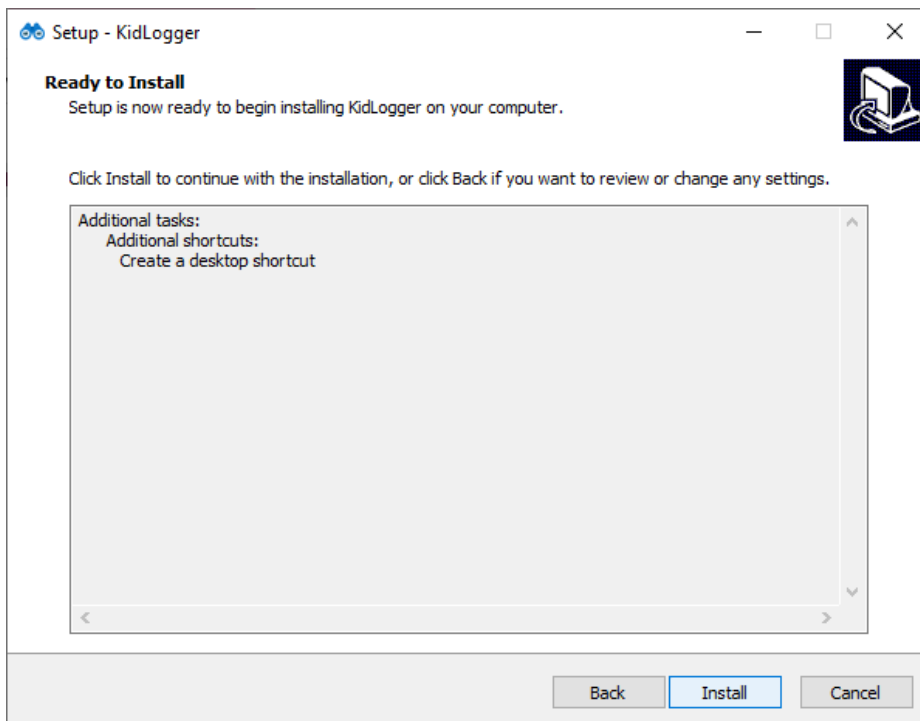 Setup - KidLogger
Ready to Install
Setup is now ready to begin installing KidLogger on your computer.
Click Install to continue with the installation, or click Back if you want to review or change any settings.
Additional tasks:
Additional shortcuts:
Create a desktop shortcut
Back Install Cancel